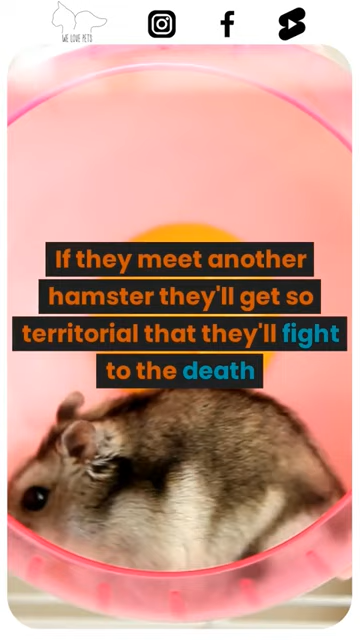 WE LOVE PETS
If they meet another
hamster they'll get so
territorial that they'll fight
to the death